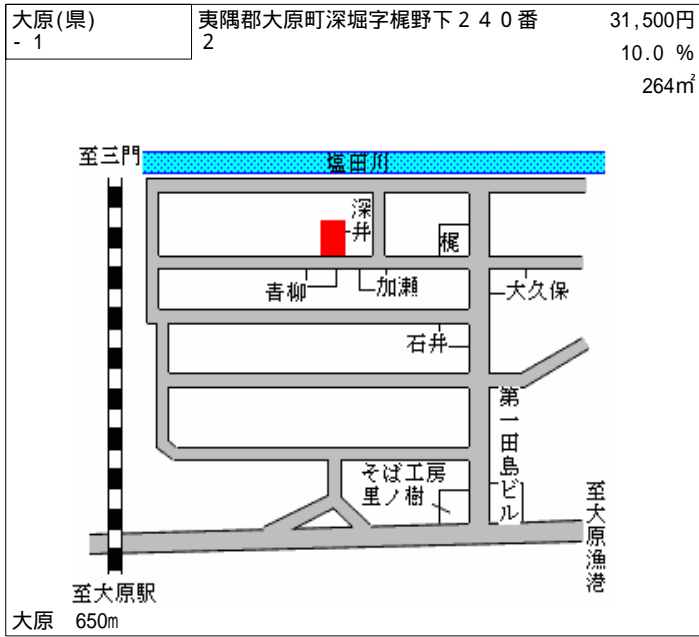 大原(県)
- 1
夷隅郡大原町深堀字梶野下２４０番
２
31,500円
10.0 %
264㎡
至三門
塩田川
深井
梶
青柳
加瀬
大久保
石井
第一田島ビル
そば工房
里ノ樹
至大原漁港
至大原駅
大原 650m